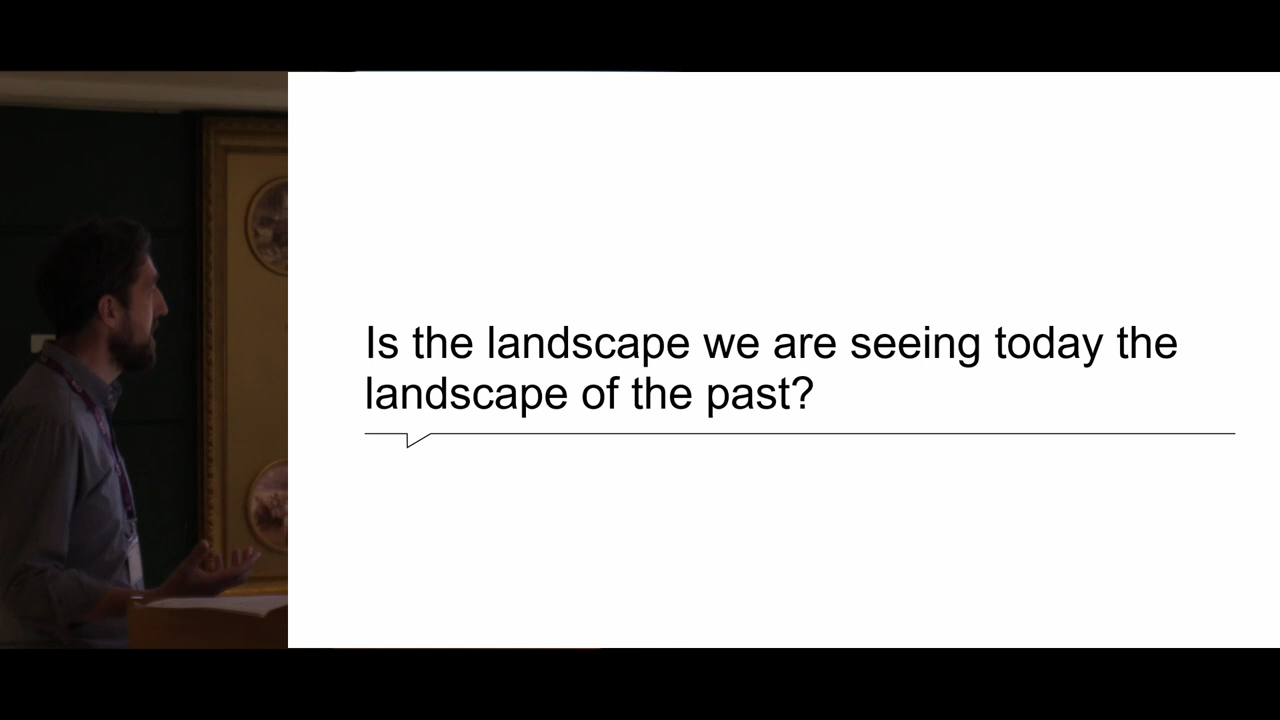 Is the landscape we are seeing today the
landscape of the past?